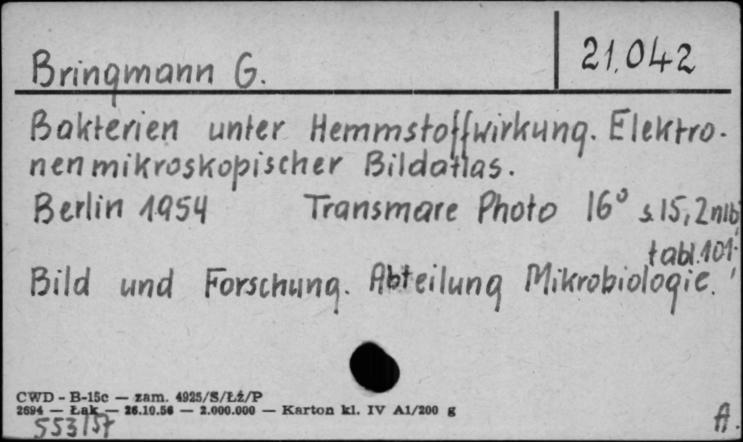 21.042
Bringmann G.
Bakterien unter Hemmstoffwirkung. Elektro-
nenmikroskopischer Bildatlas.
Berlin 1954 Transmare Photo 16° s. 15, 2 nlb,
tabl. 101.
Bild und Forschung. Abteilung Mikrobiologie.
CWD - B-15c — zam. 4925/S/Łż/P
2694 — Łak — 26.10.56 — 2.000.000 — Karton kl. IV A1/200 g
553/57
A.